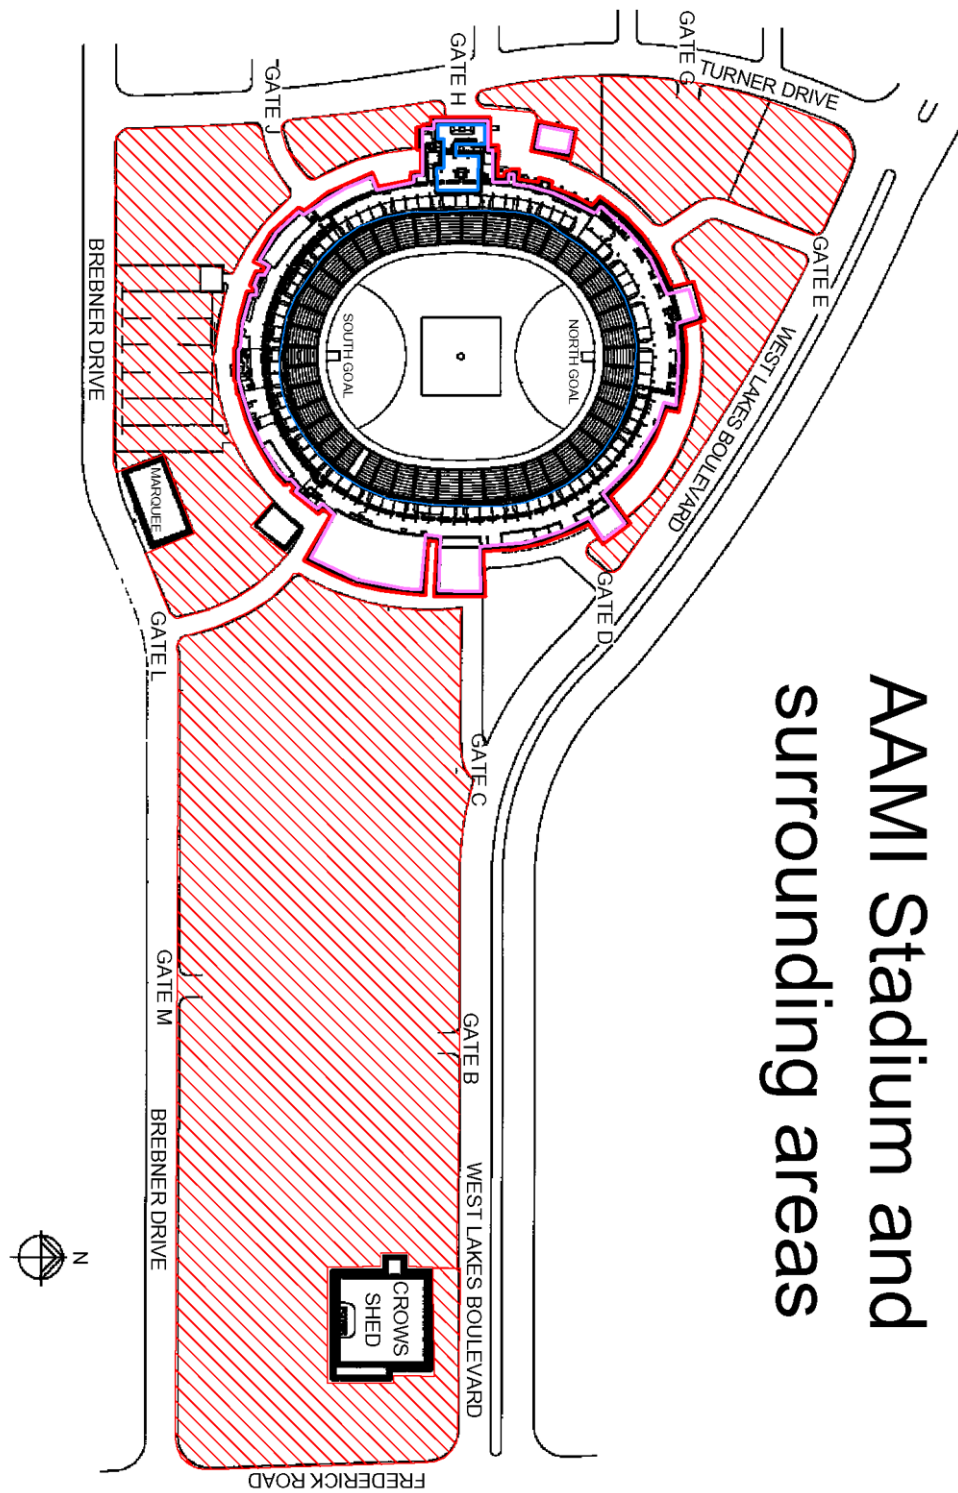 AAMI Stadium and
surrounding areas
GATE H
GATE G
TURNER DRIVE
GATE J
GATE E
WEST LAKES BOULEVARD
BREBNER DRIVE
SOUTH GOAL
NORTH GOAL
MARQUEE
GATE D
GATE L
GATE C
GATE M
GATE B
BREBNER DRIVE
WEST LAKES BOULEVARD
CROWS
SHED
N
FREDERICK ROAD